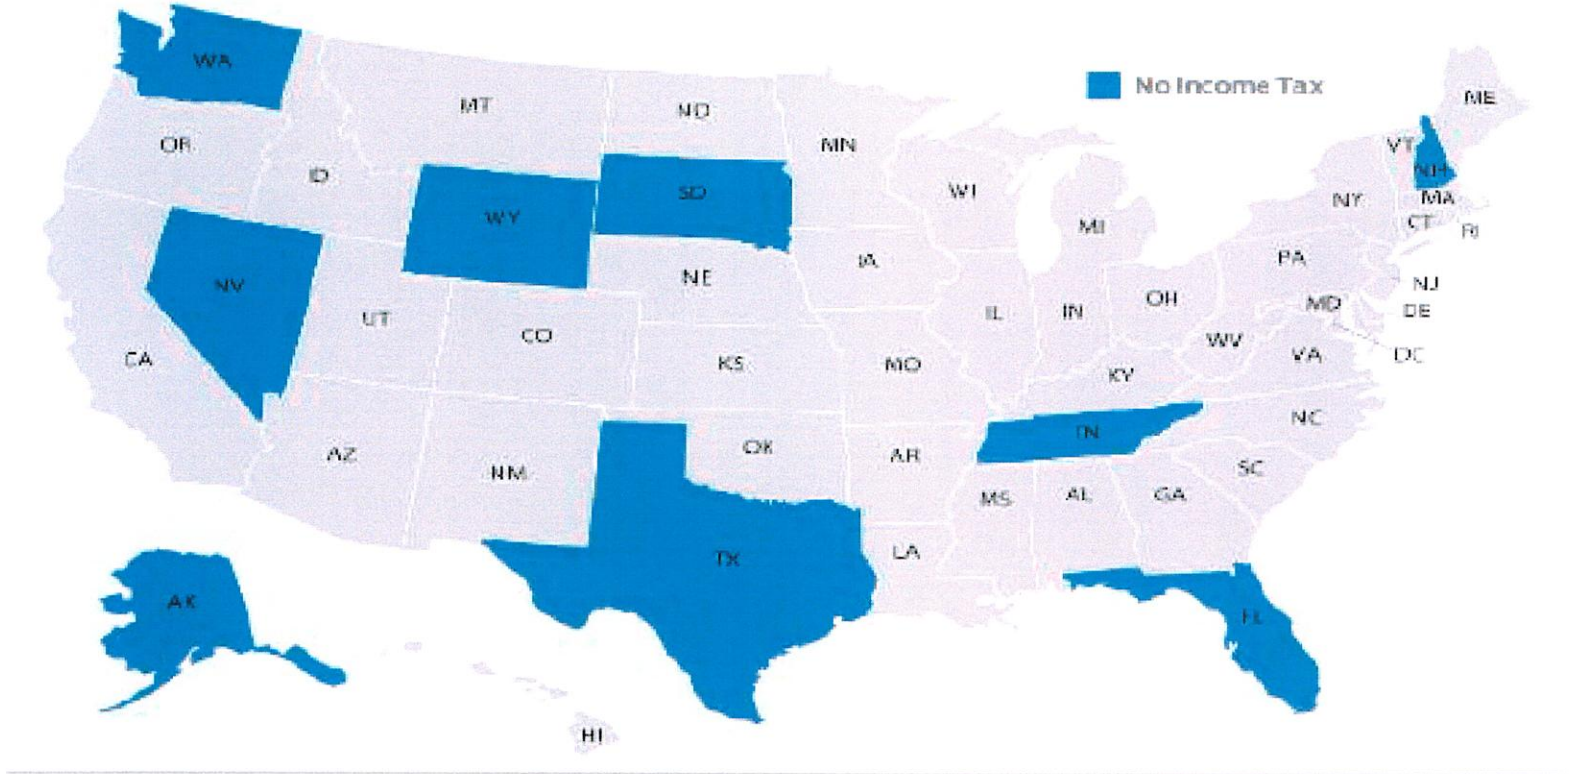 WA
No Income Tax
ME
MT
ND
OR
MN
VT
ID
NH
WI
SD
NY
MA
WY
MI
CT
RI
IA
PA
NE
NV
NJ
OH
MD
DE
IL
IN
UT
CO
WV
VA
DC
CA
KS
MO
KY
NC
TN
OK
AZ
AR
SC
NM
MS
AL
GA
LA
TX
AK
FL
HI